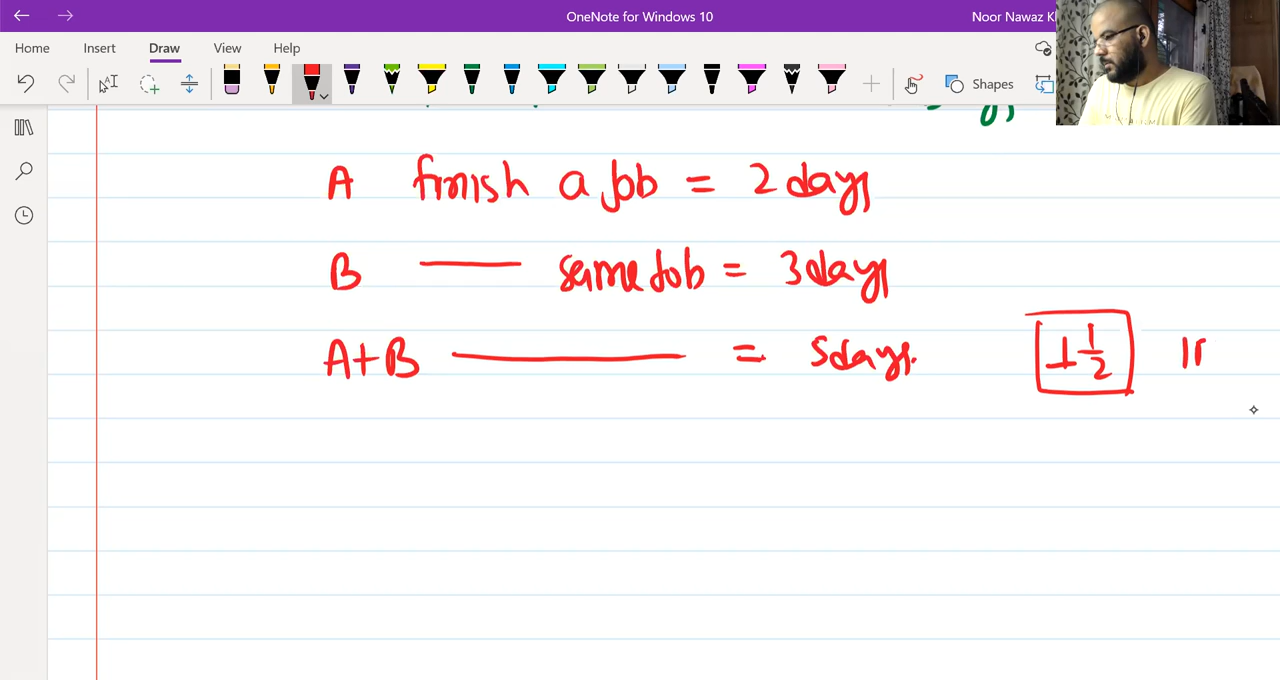 OneNote for Windows 10
Noor Nawaz Kh
Home Insert Draw View Help
Shapes
A finish a Job = 2 days
B —— same Job = 3 days
A+B ———— = 5 days. 1 1/2